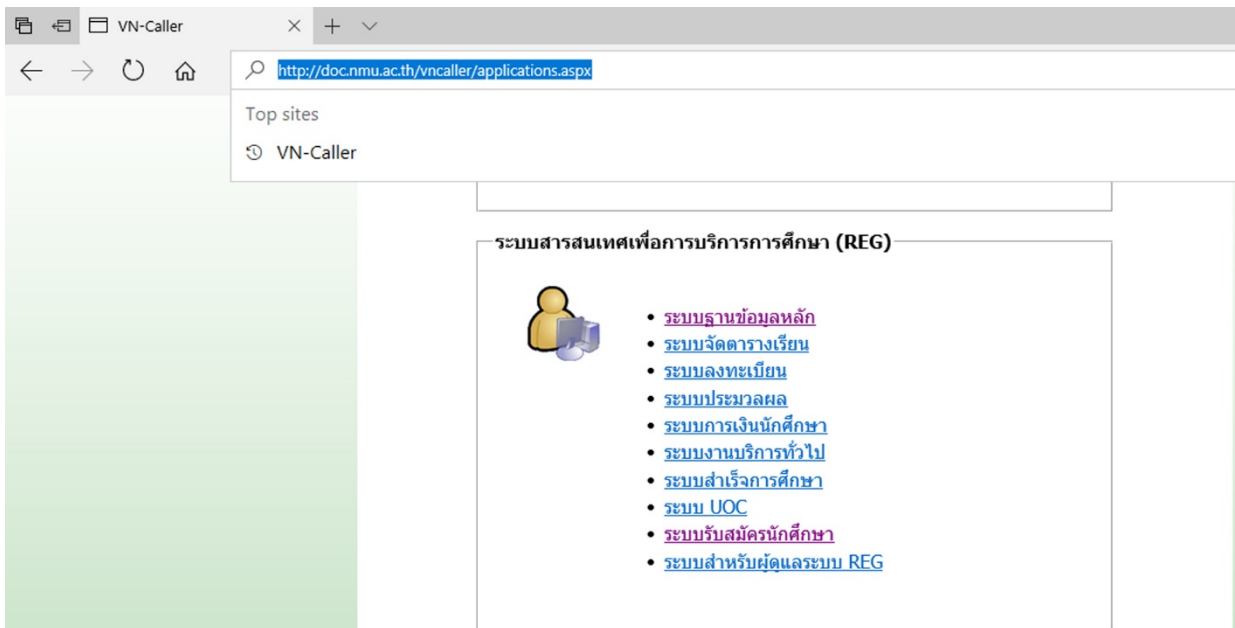 VN-Caller
http://doc.nmu.ac.th/vncaller/applications.aspx
Top sites
VN-Caller
ระบบสารสนเทศเพื่อการบริการการศึกษา (REG)
• ระบบฐานข้อมูลหลัก
• ระบบจัดตารางเรียน
• ระบบลงทะเบียน
• ระบบประมวลผล
• ระบบการเงินนักศึกษา
• ระบบงานบริการทั่วไป
• ระบบสำเร็จการศึกษา
• ระบบ UOC
• ระบบรับสมัครนักศึกษา
• ระบบสำหรับผู้ดูแลระบบ REG